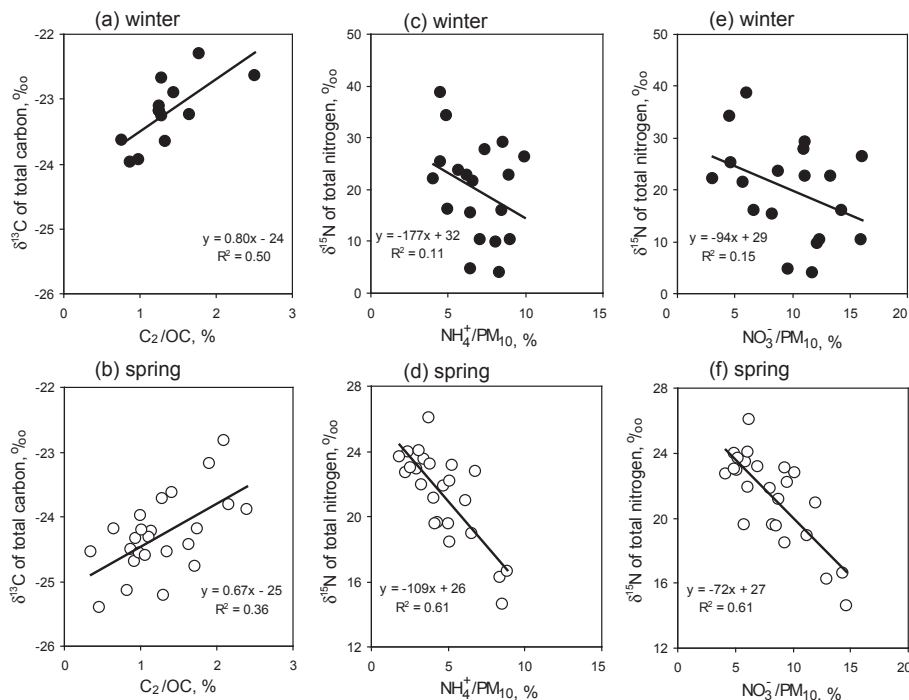 (a) winter
(c) winter
(e) winter
-22
-23
-24
-25
-26
δ¹³C of total carbon, ‰
y = 0.80x - 24
R² = 0.50
0
1
2
3
C₂/OC, %
50
40
30
20
10
0
δ¹⁵N of total nitrogen, ‰
y = -177x + 32
R² = 0.11
0
5
10
15
NH₄⁺/PM₁₀, %
50
40
30
20
10
0
δ¹⁵N of total nitrogen, ‰
y = -94x + 29
R² = 0.15
0
5
10
15
20
NO₃⁻/PM₁₀, %
(b) spring
(d) spring
(f) spring
-22
-23
-24
-25
-26
δ¹³C of total carbon, ‰
y = 0.67x - 25
R² = 0.36
0
1
2
3
C₂/OC, %
28
24
20
16
12
δ¹⁵N of total nitrogen, ‰
y = -109x + 26
R² = 0.61
0
5
10
15
NH₄⁺/PM₁₀, %
28
24
20
16
12
δ¹⁵N of total nitrogen, ‰
y = -72x + 27
R² = 0.61
0
5
10
15
20
NO₃⁻/PM₁₀, %